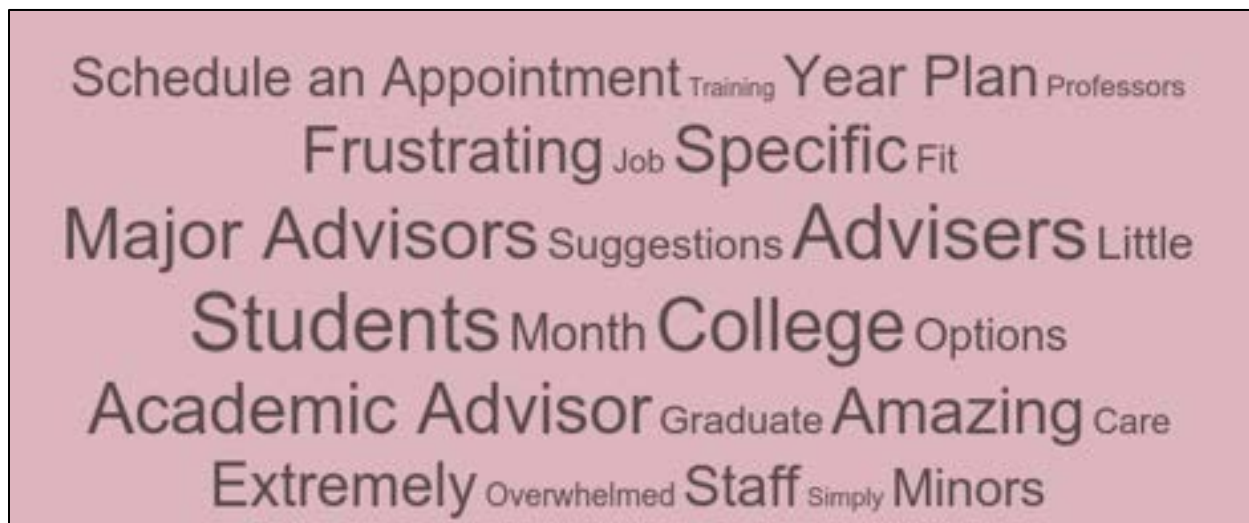 Schedule an Appointment Training Year Plan Professors
Frustrating Job Specific Fit
Major Advisors Suggestions Advisers Little
Students Month College Options
Academic Advisor Graduate Amazing Care
Extremely Overwhelmed Staff Simply Minors